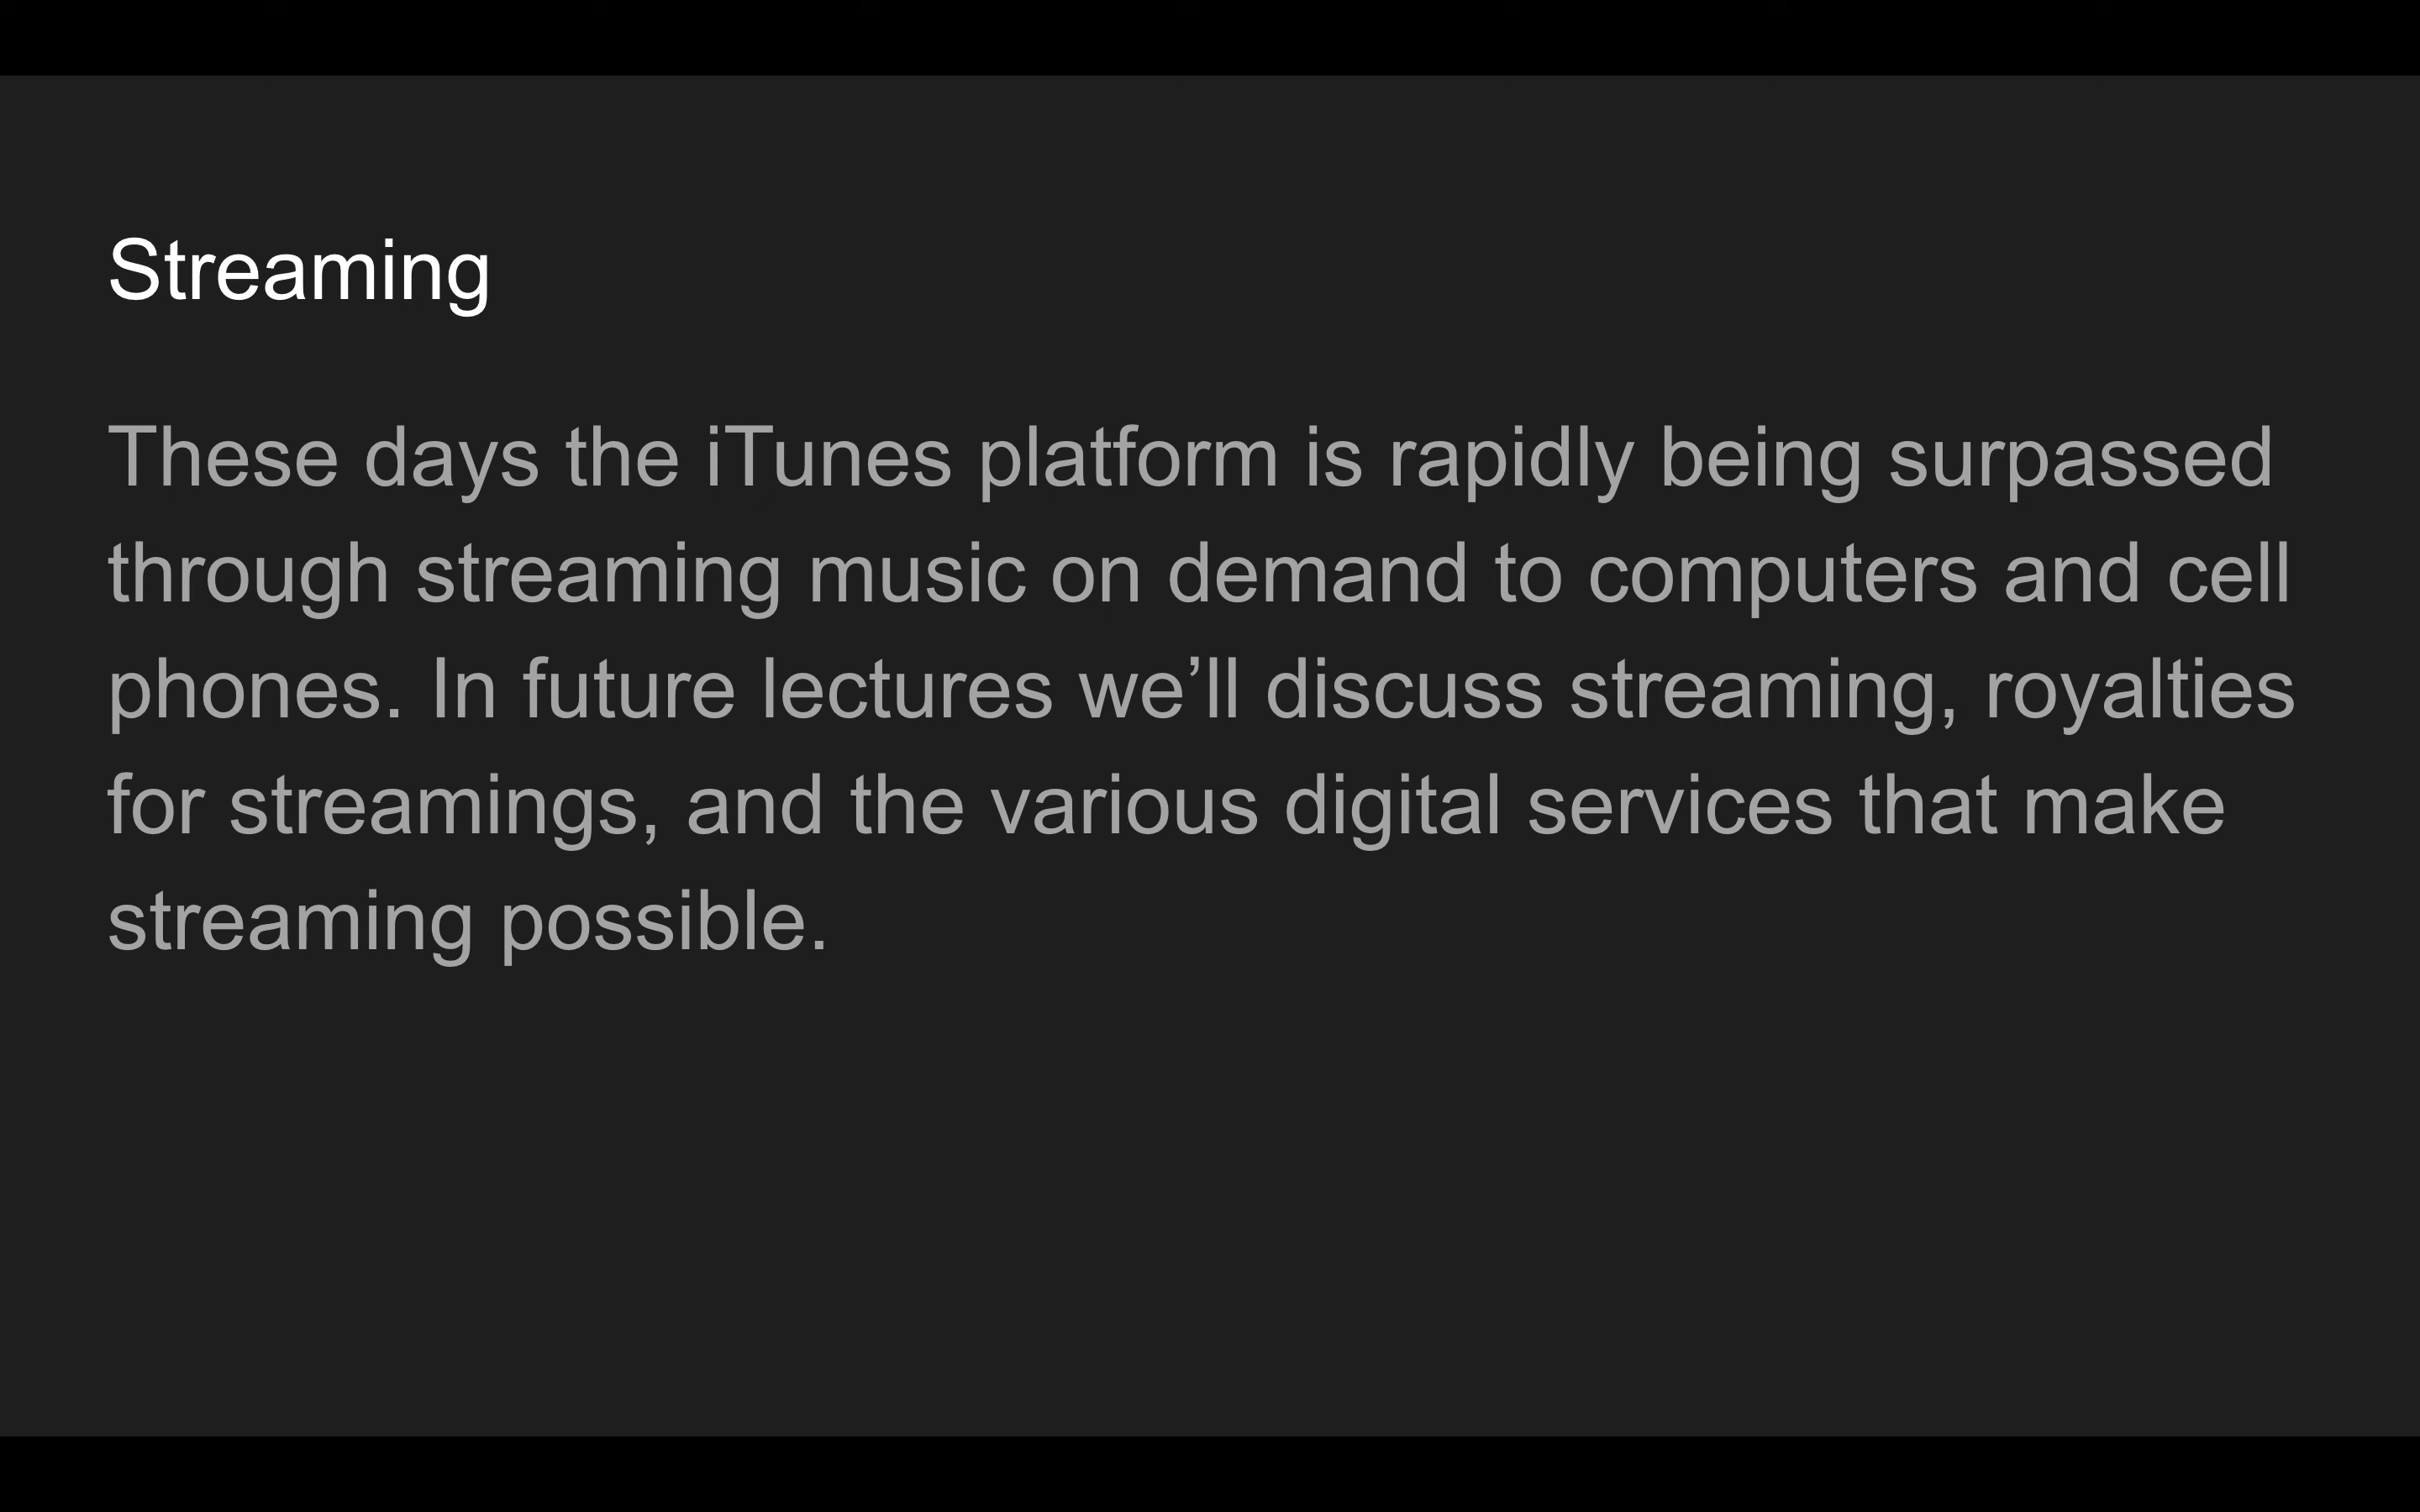 Streaming
These days the iTunes platform is rapidly being surpassed
through streaming music on demand to computers and cell
phones. In future lectures we’ll discuss streaming, royalties
for streamings, and the various digital services that make
streaming possible.